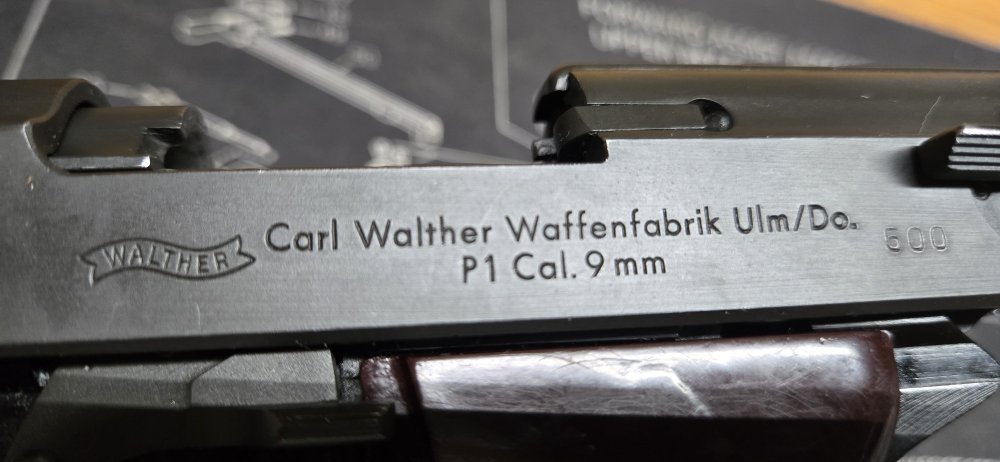 WALTHER
Carl Walther Waffenfabrik Ulm/Do.
P1 Cal. 9 mm
600